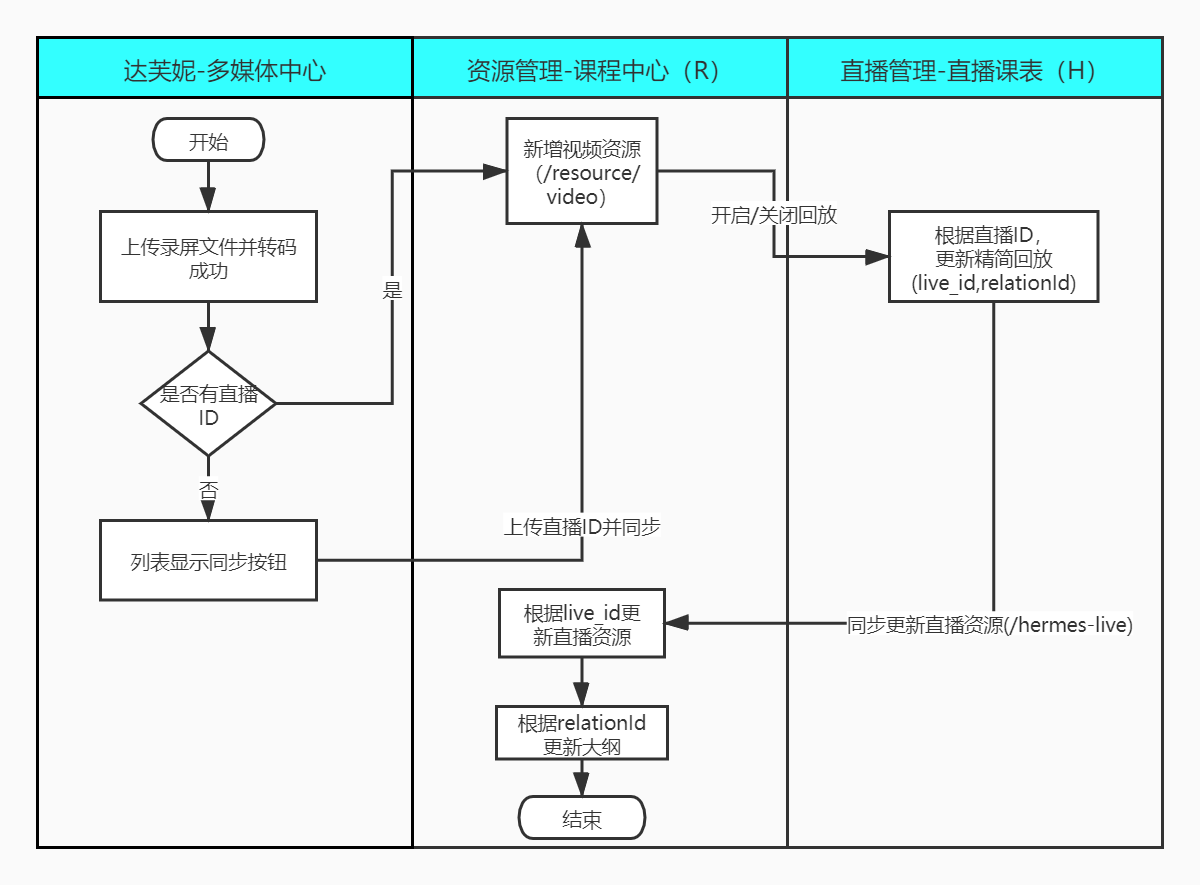 达芙妮-多媒体中心
资源管理-课程中心（R）
直播管理-直播课表（H）
开始
新增视频资源
（/resource/
video）
上传录屏文件并转码
成功
开启/关闭回放
根据直播ID，
更新精简回放
(live_id,relationId)
是
是否有直播
ID
否
上传直播ID并同步
列表显示同步按钮
根据live_id更
新直播资源
同步更新直播资源(/hermes-live)
根据relationId
更新大纲
结束